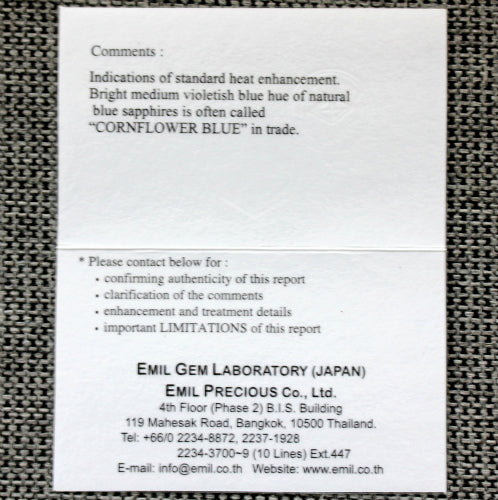 Comments :
Indications of standard heat enhancement.
Bright medium violetish blue hue of natural
blue sapphires is often called
“CORNFLOWER BLUE” in trade.
* Please contact below for :
• confirming authenticity of this report
• clarification of the comments
• enhancement and treatment details
• important LIMITATIONS of this report
EMIL GEM LABORATORY (JAPAN)
EMIL PRECIOUS Co., Ltd.
4th Floor (Phase 2) B.I.S. Building
119 Mahesak Road, Bangkok, 10500 Thailand.
Tel: +66/0 2234-8872, 2237-1928
2234-3700~9 (10 Lines) Ext.447
E-mail: info@emil.co.th Website: www.emil.co.th